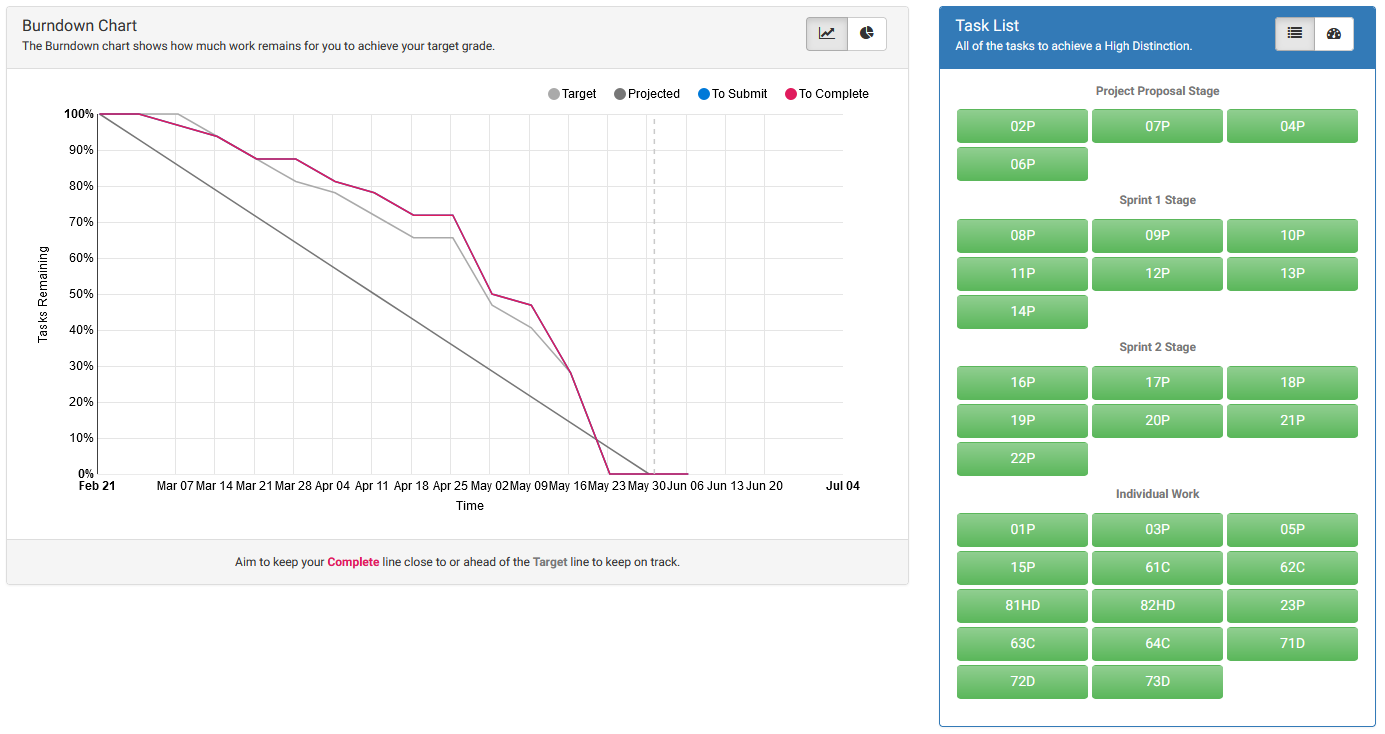 Burndown Chart
The Burndown chart shows how much work remains for you to achieve your target grade.
Target Projected To Submit To Complete
100%
90%
80%
70%
60%
50%
40%
30%
20%
10%
0%
Tasks Remaining
Feb 21 Mar 07 Mar 14 Mar 21 Mar 28 Apr 04 Apr 11 Apr 18 Apr 25 May 02 May 09 May 16 May 23 May 30 Jun 06 Jun 13 Jun 20 Jul 04
Time
Aim to keep your Complete line close to or ahead of the Target line to keep on track.
Task List
All of the tasks to achieve a High Distinction.
Project Proposal Stage
02P 07P 04P
06P
Sprint 1 Stage
08P 09P 10P
11P 12P 13P
14P
Sprint 2 Stage
16P 17P 18P
19P 20P 21P
22P
Individual Work
01P 03P 05P
15P 61C 62C
81HD 82HD 23P
63C 64C 71D
72D 73D